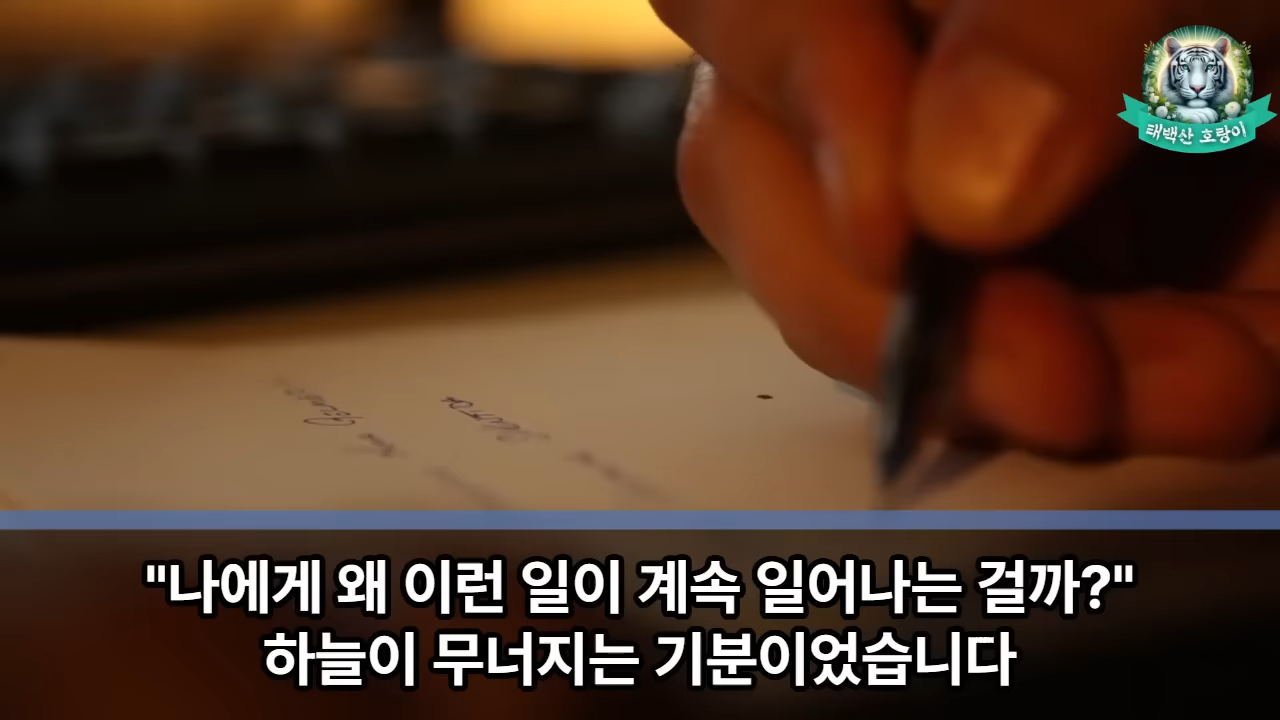 태백산 호랑이
"나에게 왜 이런 일이 계속 일어나는 걸까?"
하늘이 무너지는 기분이었습니다